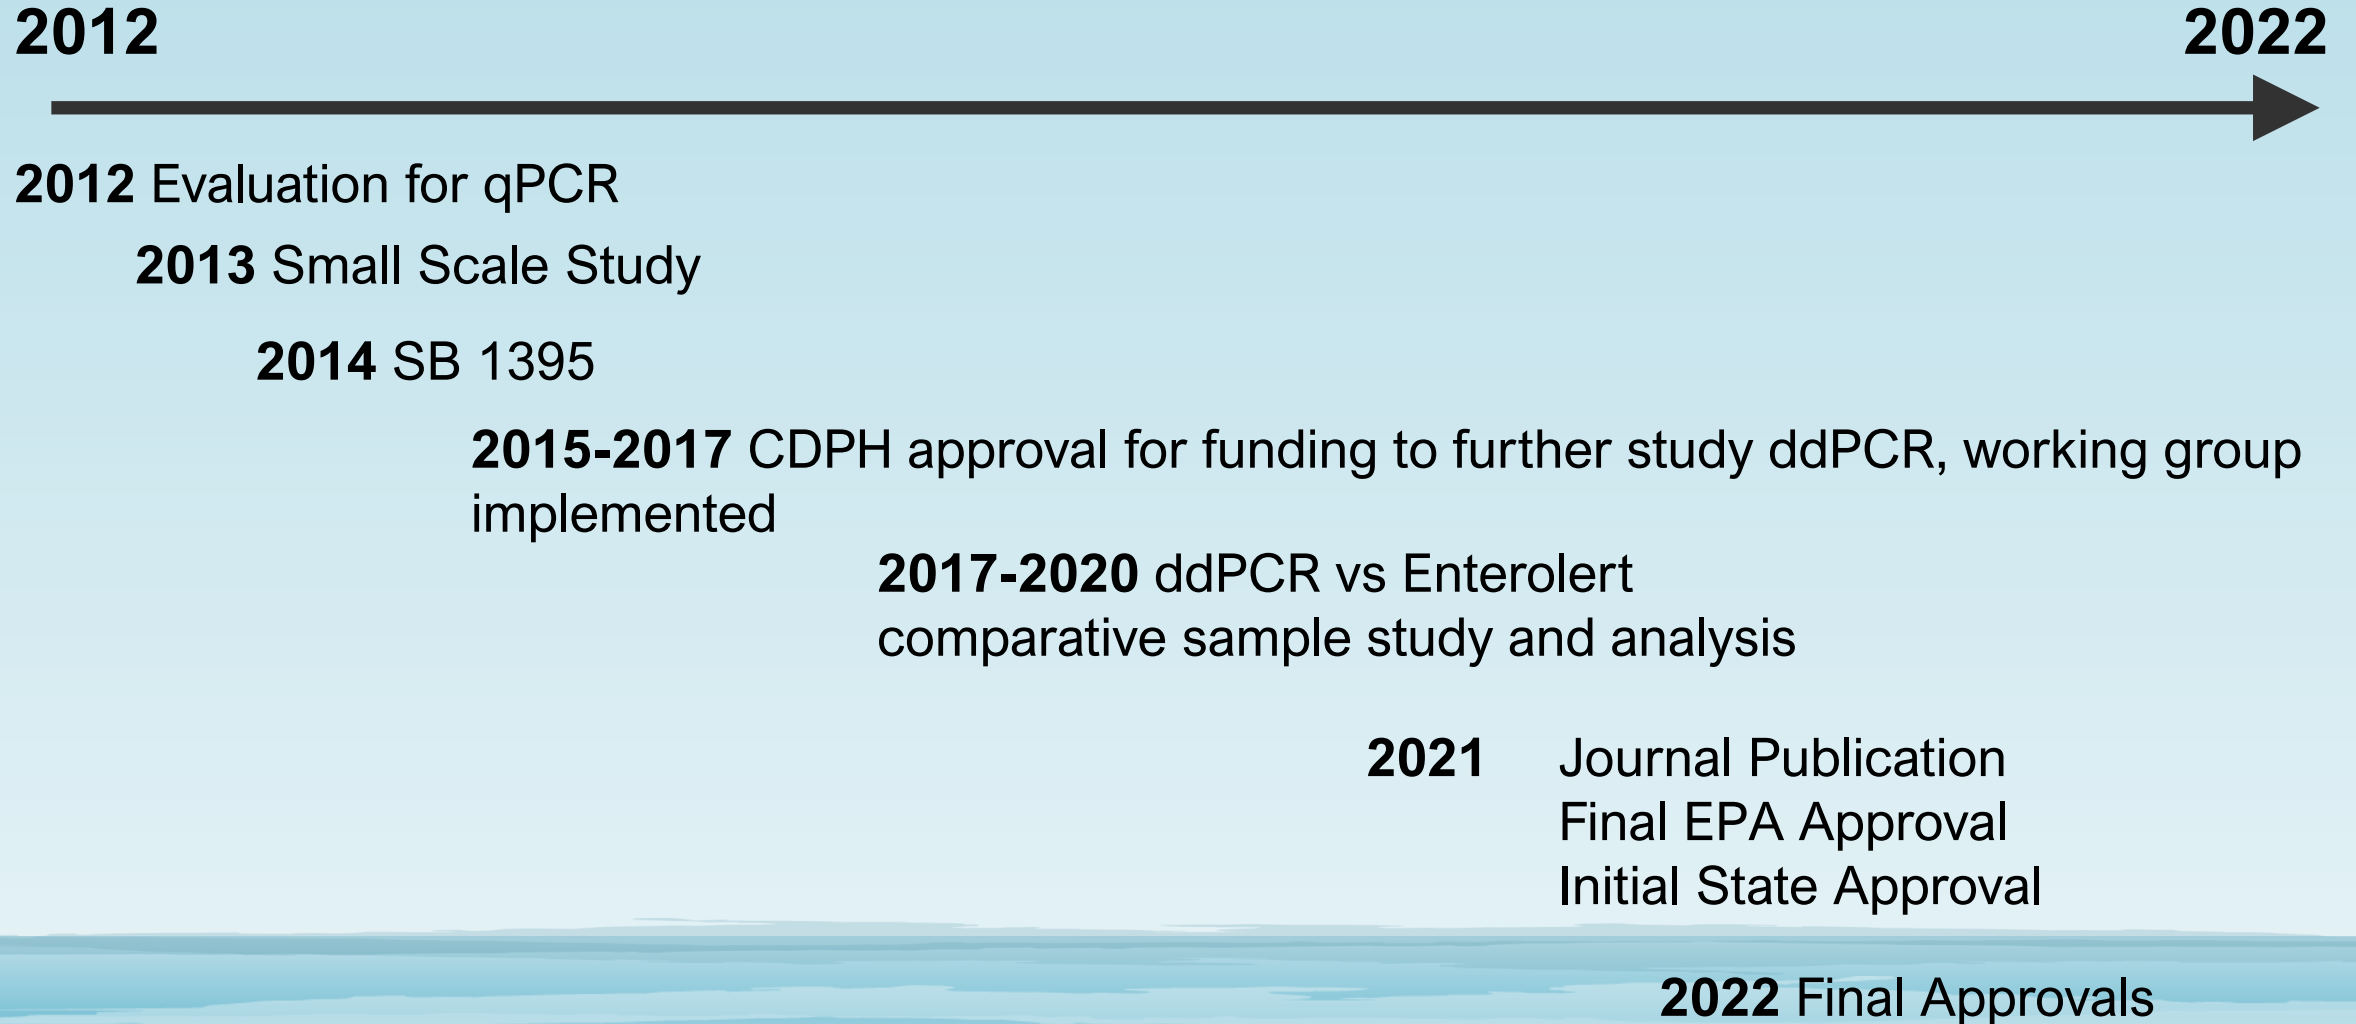 2012
2022
2012 Evaluation for qPCR
2013 Small Scale Study
2014 SB 1395
2015-2017 CDPH approval for funding to further study ddPCR, working group
implemented
2017-2020 ddPCR vs Enterolert
comparative sample study and analysis
2021 Journal Publication
Final EPA Approval
Initial State Approval
2022 Final Approvals